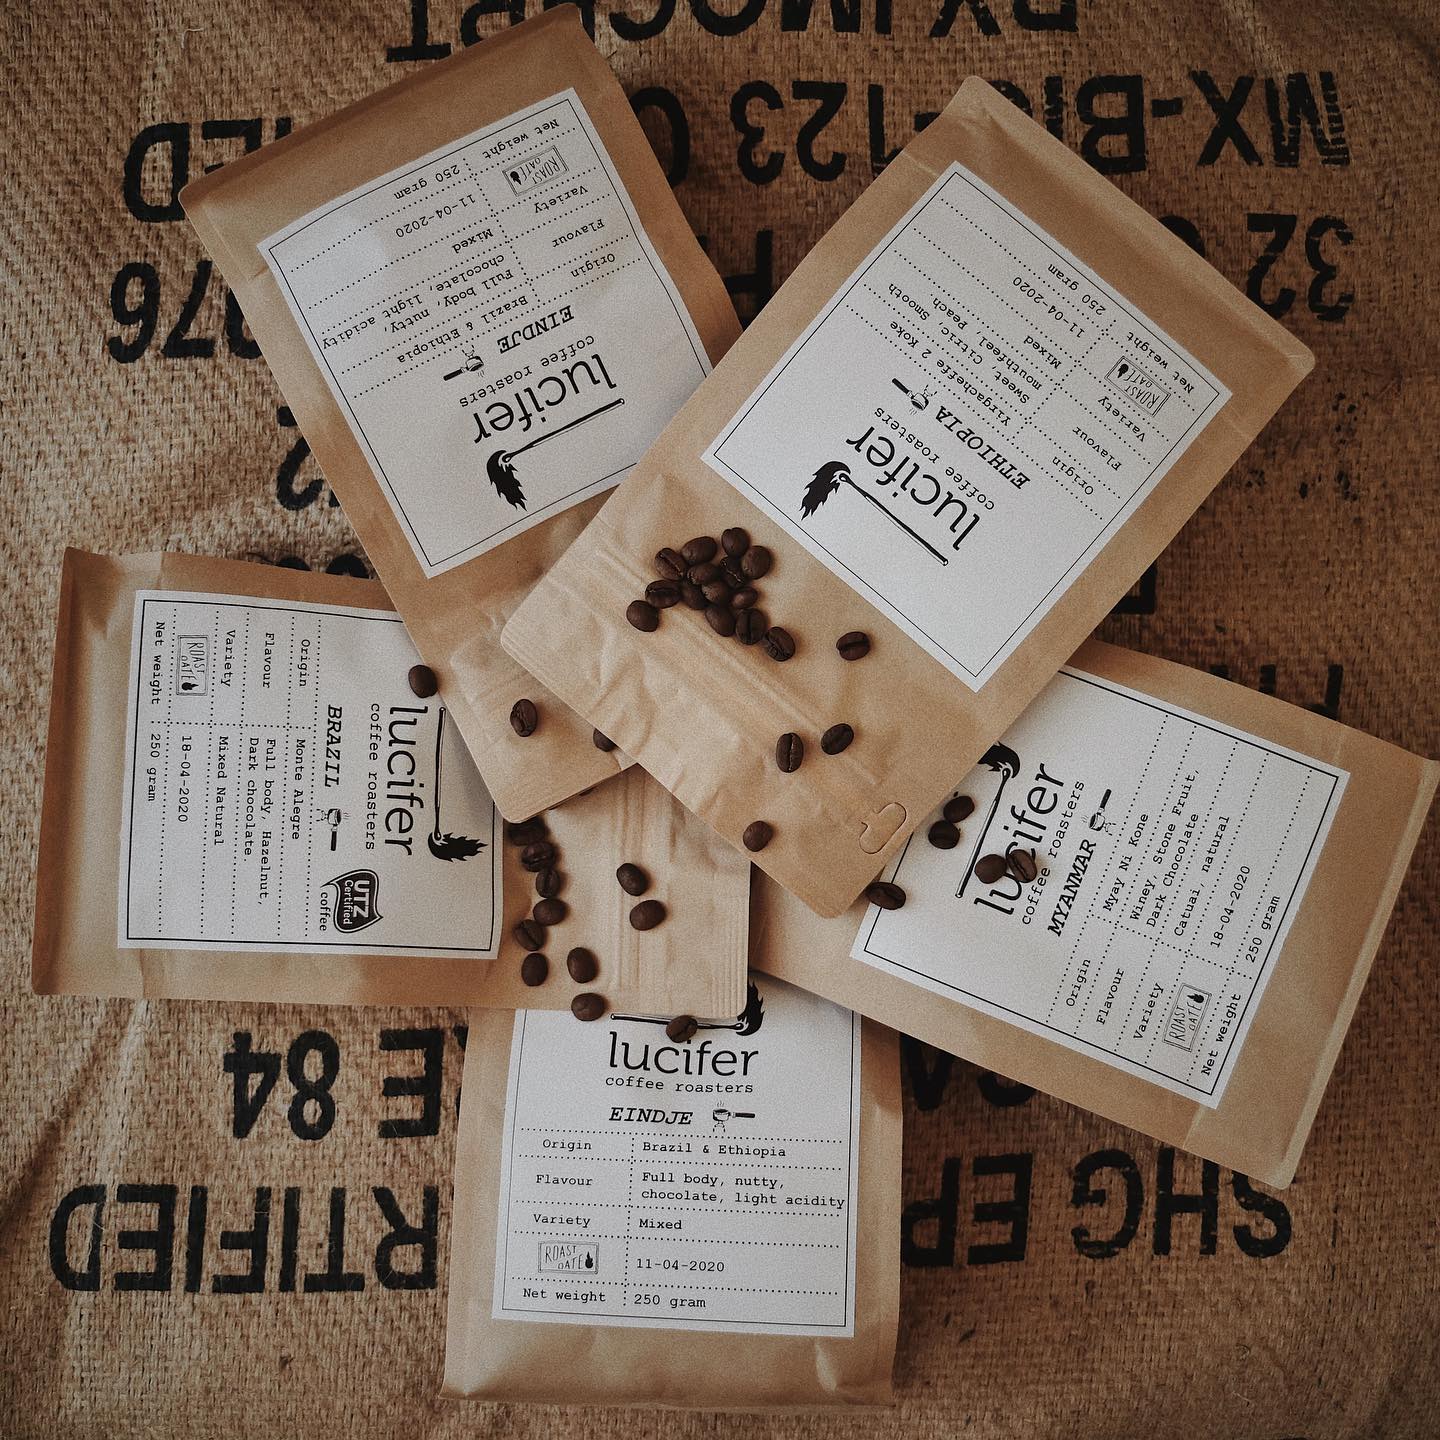 lucifer
coffee roasters
EINDJE
Origin Brazil & Ethiopia
Flavour Full body, nutty,
chocolate, light acidity
Variety Mixed
ROAST DATE 11-04-2020
Net weight 250 gram
lucifer
coffee roasters
ETHIOPIA
Origin Yirgacheffe 2 Koke
Flavour Sweet, Citric, Smooth
mouthfeel, Peach
Variety Mixed
ROAST DATE 11-04-2020
Net weight 250 gram
lucifer
coffee roasters
BRAZIL
Origin Monte Alegre
Flavour Full body, Hazelnut,
Dark chocolate.
Variety Mixed Natural
ROAST DATE 18-04-2020
Net weight 250 gram
UTZ
Certified
coffee
lucifer
coffee roasters
MYANMAR
Origin Myay Ni Kone
Flavour Winey, Stone Fruit,
Dark Chocolate
Variety Catuai natural
ROAST DATE 18-04-2020
Net weight 250 gram
lucifer
coffee roasters
EINDJE
Origin Brazil & Ethiopia
Flavour Full body, nutty,
chocolate, light acidity
Variety Mixed
ROAST DATE 11-04-2020
Net weight 250 gram
SHG EP
RTIFIED
84
32
076
MX-BIO-123